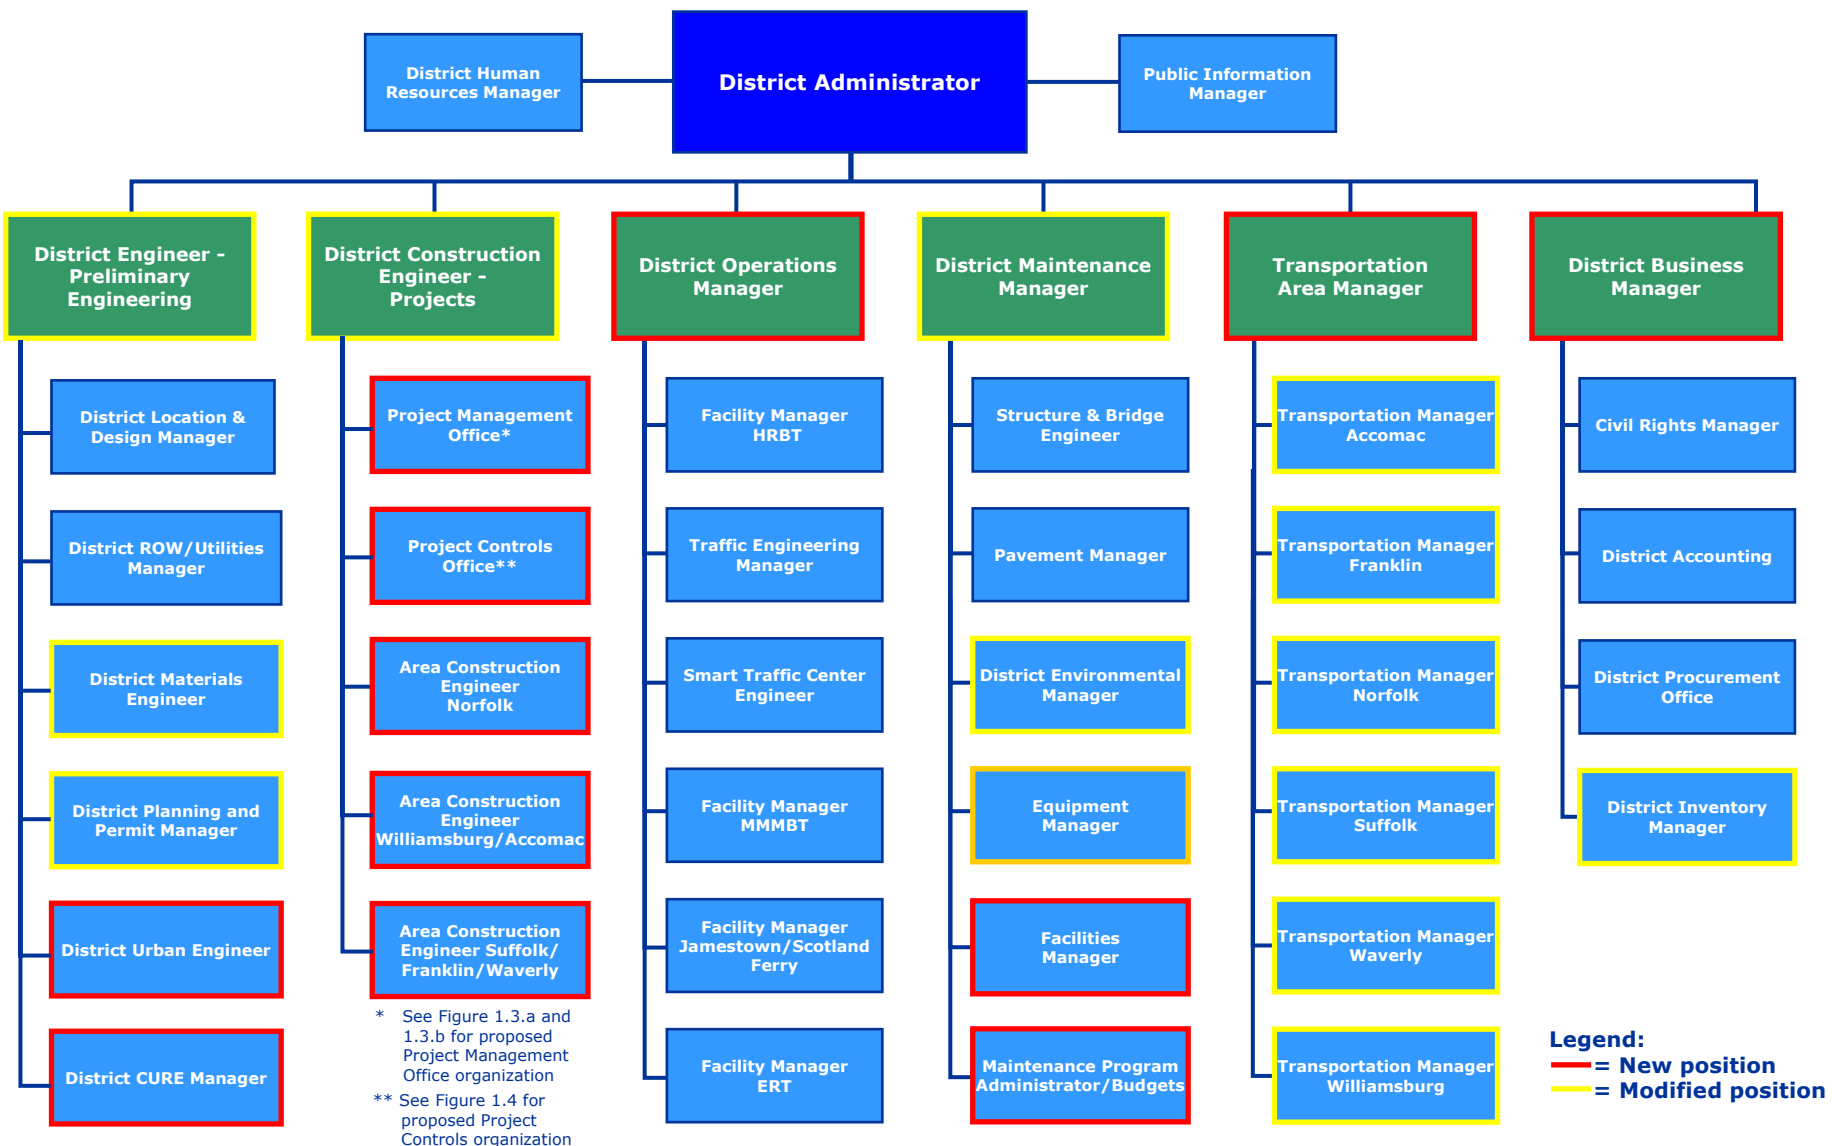 District Human
Resources Manager
District Administrator
Public Information
Manager
District Engineer –
Preliminary
Engineering
District Construction
Engineer –
Projects
District Operations
Manager
District Maintenance
Manager
Transportation
Area Manager
District Business
Manager
District Location &
Design Manager
District ROW/Utilities
Manager
District Materials
Engineer
District Planning and
Permit Manager
District Urban Engineer
District CURE Manager
Project Management
Office*
Project Controls
Office**
Area Construction
Engineer
Norfolk
Area Construction
Engineer
Williamsburg/Accomac
Area Construction
Engineer Suffolk/
Franklin/Waverly
* See Figure 1.3.a and
1.3.b for proposed
Project Management
Office organization
** See Figure 1.4 for
proposed Project
Controls organization
Facility Manager
HRBT
Traffic Engineering
Manager
Smart Traffic Center
Engineer
Facility Manager
MMMBT
Facility Manager
Jamestown/Scotland
Ferry
Facility Manager
ERT
Structure & Bridge
Engineer
Pavement Manager
District Environmental
Manager
Equipment
Manager
Facilities
Manager
Maintenance Program
Administrator/Budgets
Transportation Manager
Accomac
Transportation Manager
Franklin
Transportation Manager
Norfolk
Transportation Manager
Suffolk
Transportation Manager
Waverly
Transportation Manager
Williamsburg
Civil Rights Manager
District Accounting
District Procurement
Office
District Inventory
Manager
Legend:
= New position
= Modified position